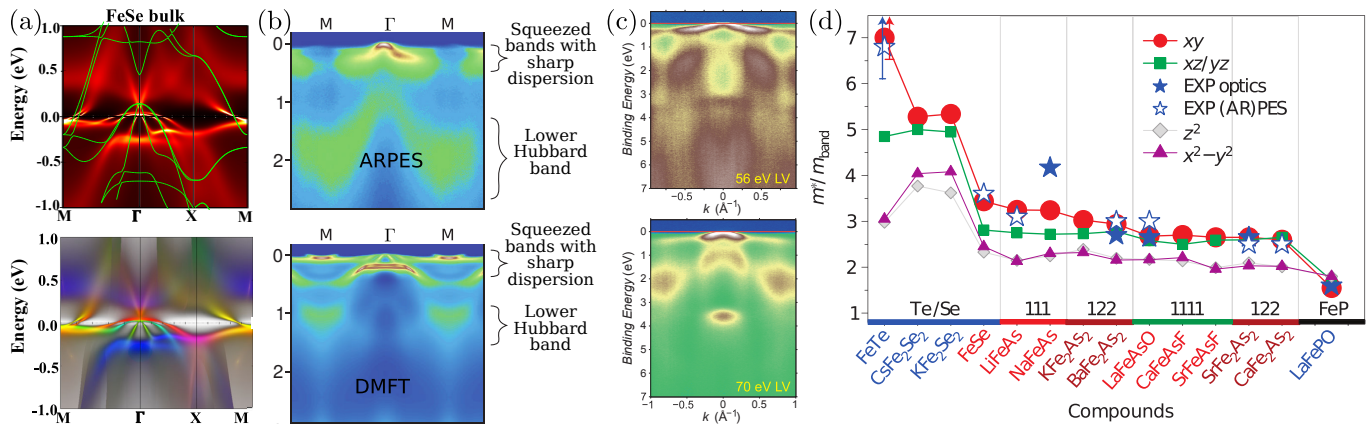 (a)
FeSe bulk
Energy (eV)
1.0
0.5
0.0
-0.5
-1.0
M Γ X M
Energy (eV)
1.0
0.5
0.0
-0.5
-1.0
M Γ X M
(b)
M Γ M
0
1
2
ARPES
Squeezed
bands with
sharp
dispersion
Lower
Hubbard
band
M Γ M
0
1
2
DMFT
Squeezed
bands with
sharp
dispersion
Lower
Hubbard
band
(c)
Binding Energy (eV)
0
1
2
3
4
5
6
7
56 eV LV
−0.5 0 0.5
k (Å⁻¹)
Binding Energy (eV)
0
1
2
3
4
5
6
7
70 eV LV
−1 −0.5 0 0.5 1
k (Å⁻¹)
(d)
m*/m_band
7
6
5
4
3
2
1
xy
xz/yz
EXP optics
EXP (AR)PES
z²
x²−y²
Te/Se 111 122 1111 122 FeP
FeTe
CsFe₂Se₂
KFe₂Se₂
FeSe
LiFeAs
NaFeAs
KFe₂As₂
BaFe₂As₂
LaFeAsO
CaFeAsF
SrFeAsF
SrFe₂As₂
CaFe₂As₂
LaFePO
Compounds